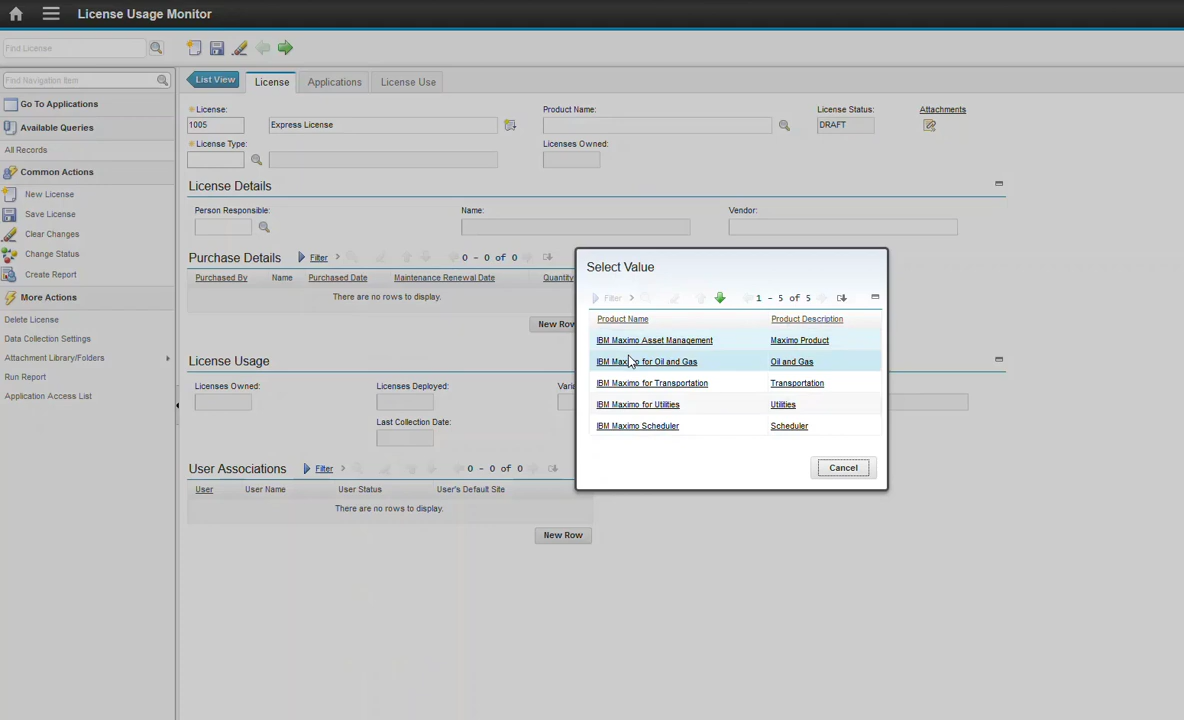 License Usage Monitor
Find License
Find Navigation Item
Go To Applications
Available Queries
All Records
Common Actions
New License
Save License
Clear Changes
Change Status
Create Report
More Actions
Delete License
Data Collection Settings
Attachment Library/Folders
Run Report
Application Access List
List View License Applications License Use
License: Product Name: License Status: Attachments
1005 Express License DRAFT
License Type: Licenses Owned:
License Details
Person Responsible: Name: Vendor:
Purchase Details Filter 0 - 0 of 0
Purchased By Name Purchased Date Maintenance Renewal Date Quantity
There are no rows to display.
New Row
License Usage
Licenses Owned: Licenses Deployed:
Last Collection Date:
User Associations Filter 0 - 0 of 0
User User Name User Status User's Default Site
There are no rows to display.
New Row
Select Value
Filter 1 - 5 of 5
Product Name Product Description
IBM Maximo Asset Management Maximo Product
IBM Maximo for Oil and Gas Oil and Gas
IBM Maximo for Transportation Transportation
IBM Maximo for Utilities Utilities
IBM Maximo Scheduler Scheduler
Cancel